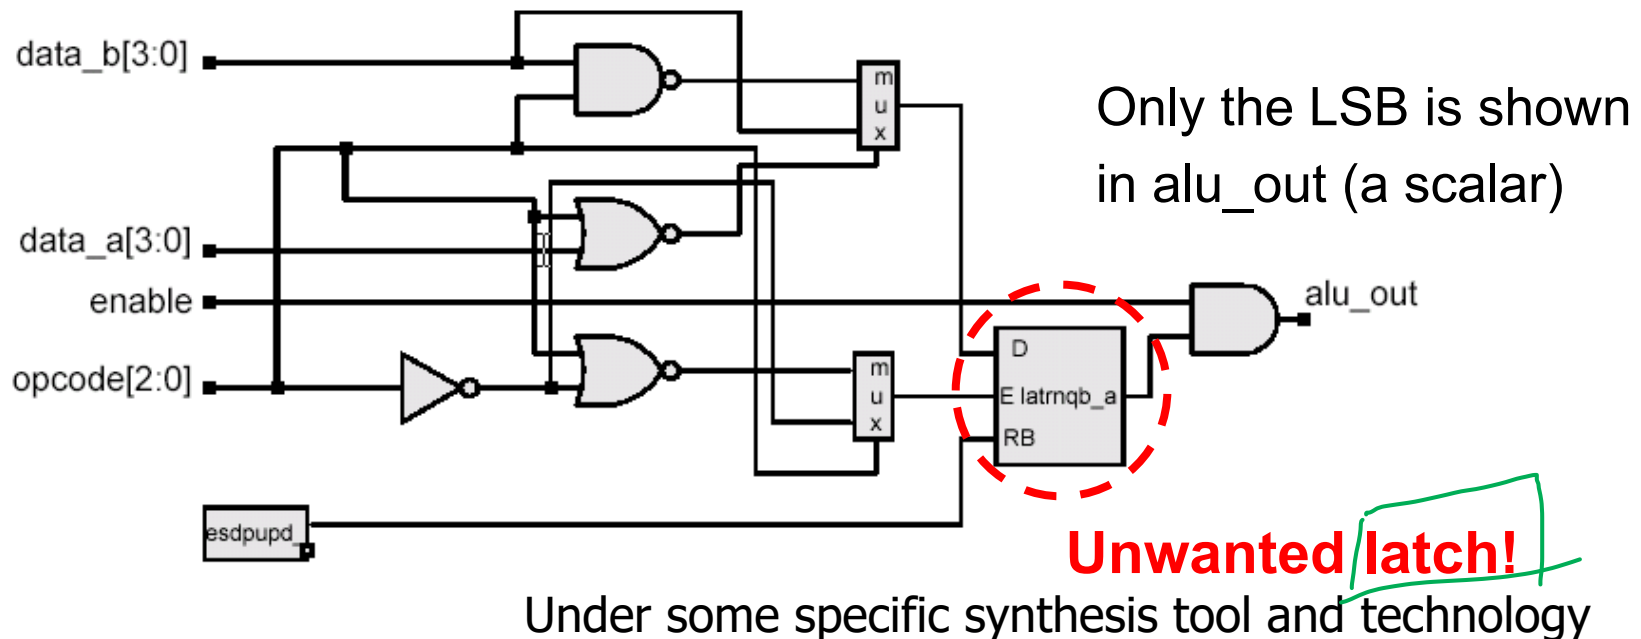 data_b[3:0]
m
u
x
Only the LSB is shown
in alu_out (a scalar)
data_a[3:0]
enable
alu_out
opcode[2:0]
m
u
x
D
E latrnqb_a
RB
esdpupd_
Unwanted latch!
Under some specific synthesis tool and technology